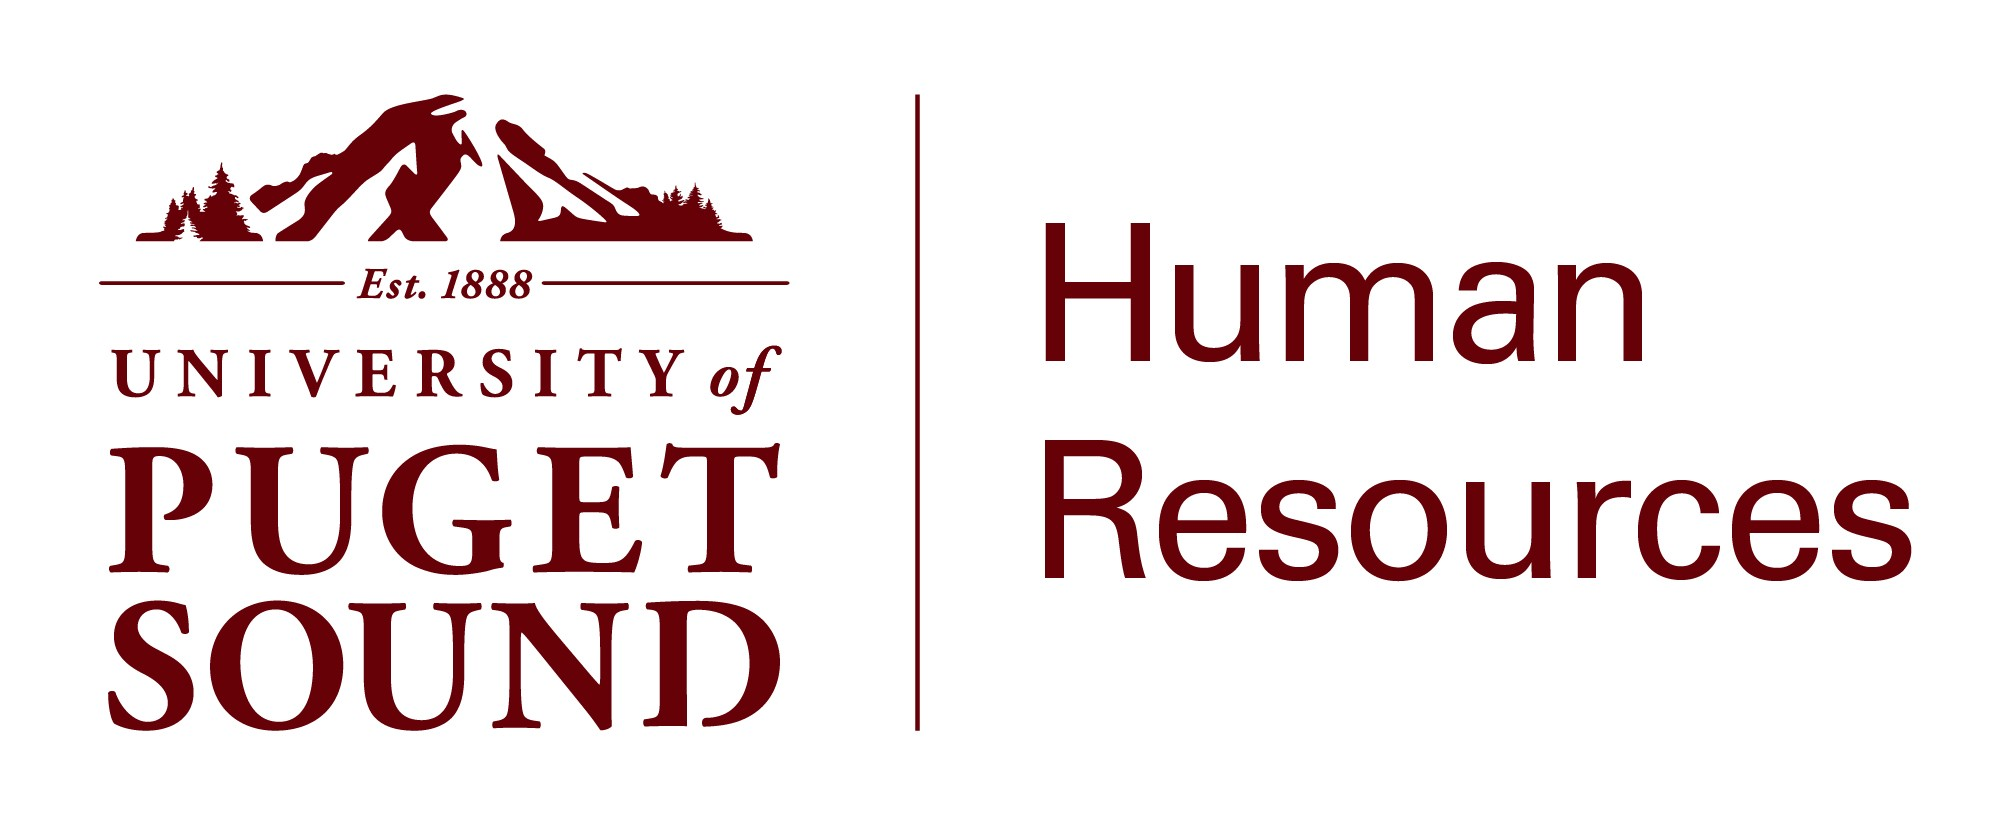 Est. 1888
UNIVERSITY of
PUGET
SOUND
Human
Resources